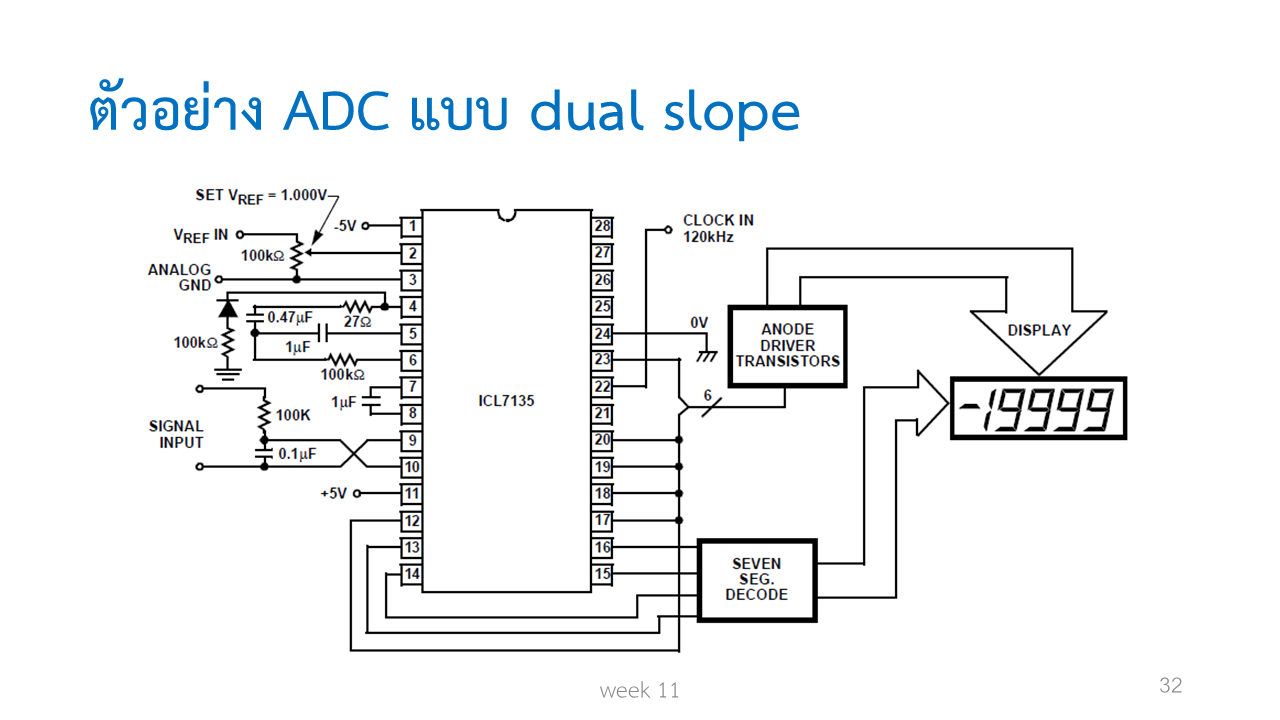 ตัวอย่าง ADC แบบ dual slope
SET VREF = 1.000V
VREF IN
-5V
100kΩ
ANALOG
GND
0.47µF
27Ω
100kΩ
1µF
100kΩ
1µF
100K
SIGNAL
INPUT
0.1µF
+5V
1
2
3
4
5
6
7
8
9
10
11
12
13
14
ICL7135
28
27
26
25
24
23
22
21
20
19
18
17
16
15
CLOCK IN
120kHz
0V
6
ANODE
DRIVER
TRANSISTORS
DISPLAY
-19999
SEVEN
SEG.
DECODE
week 11
32